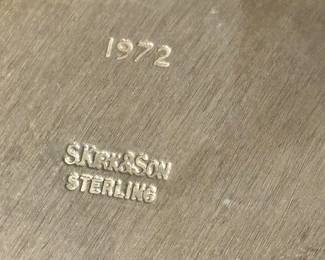 1972
S. KIRK & SON
STERLING